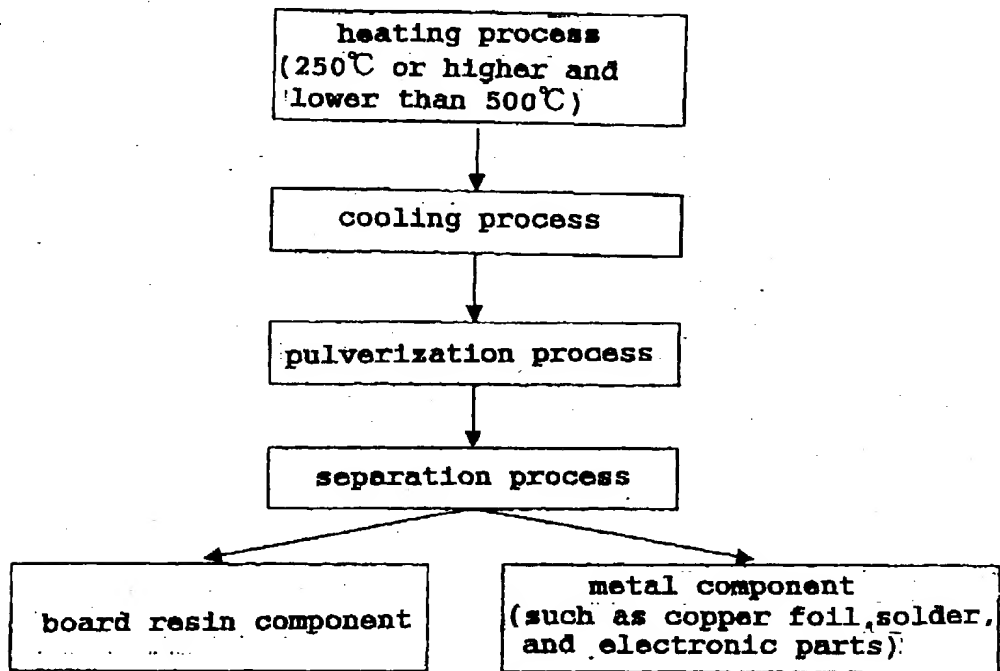 heating process
(250℃ or higher and
lower than 500℃)
cooling process
pulverization process
separation process
board resin component
metal component
(such as copper foil, solder,
and electronic parts)